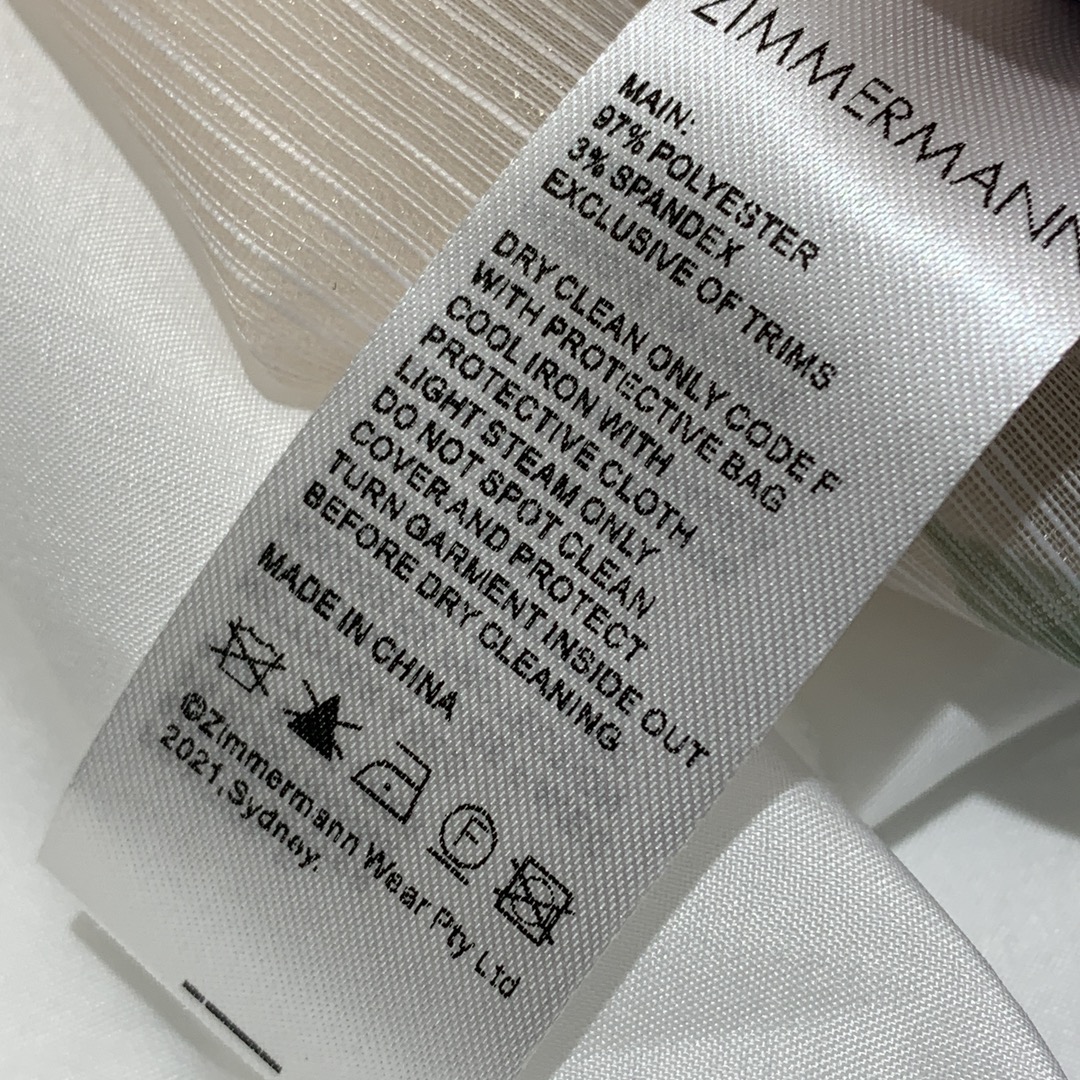 ZIMMERMANN
MAIN:
97% POLYESTER
3% SPANDEX
EXCLUSIVE OF TRIMS
DRY CLEAN ONLY CODE F
WITH PROTECTIVE BAG
COOL IRON WITH
PROTECTIVE CLOTH
LIGHT STEAM ONLY
DO NOT SPOT CLEAN
COVER AND PROTECT
TURN GARMENT INSIDE OUT
BEFORE DRY CLEANING
MADE IN CHINA
F
©Zimmermann Wear Pty Ltd
2021,Sydney.